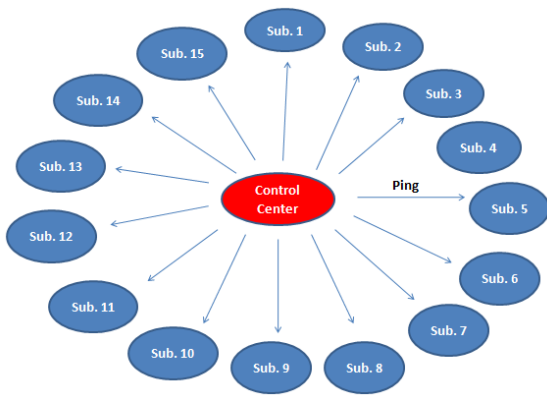 Sub. 1
Sub. 2
Sub. 3
Sub. 4
Sub. 5
Sub. 6
Sub. 7
Sub. 8
Sub. 9
Sub. 10
Sub. 11
Sub. 12
Sub. 13
Sub. 14
Sub. 15
Control
Center
Ping